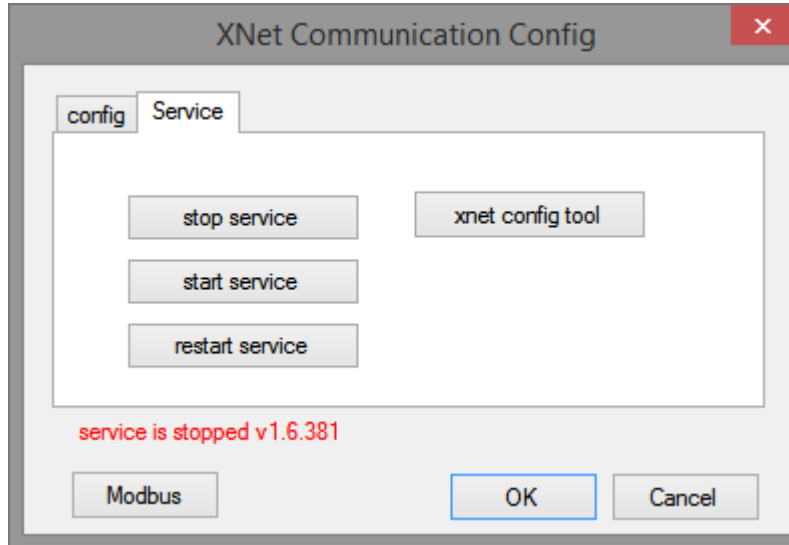 XNet Communication Config
config
Service
stop service
xnet config tool
start service
restart service
service is stopped v1.6.381
Modbus
OK
Cancel